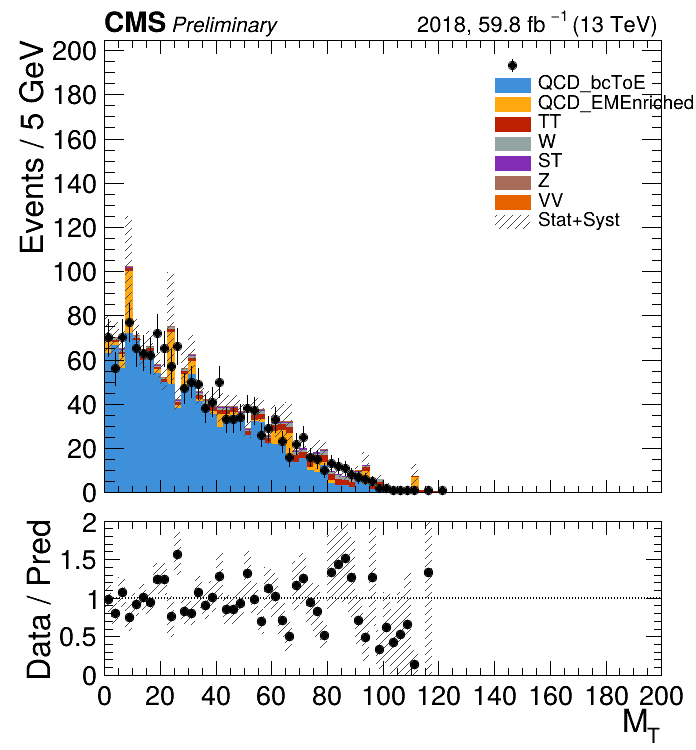 CMS Preliminary 2018, 59.8 fb⁻¹ (13 TeV)
Events / 5 GeV
200
180
160
140
120
100
80
60
40
20
0
QCD_bcToE
QCD_EMEnriched
TT
W
ST
Z
VV
Stat+Syst
Data / Pred
2
1.5
1
0.5
0
0 20 40 60 80 100 120 140 160 180 200
M_T